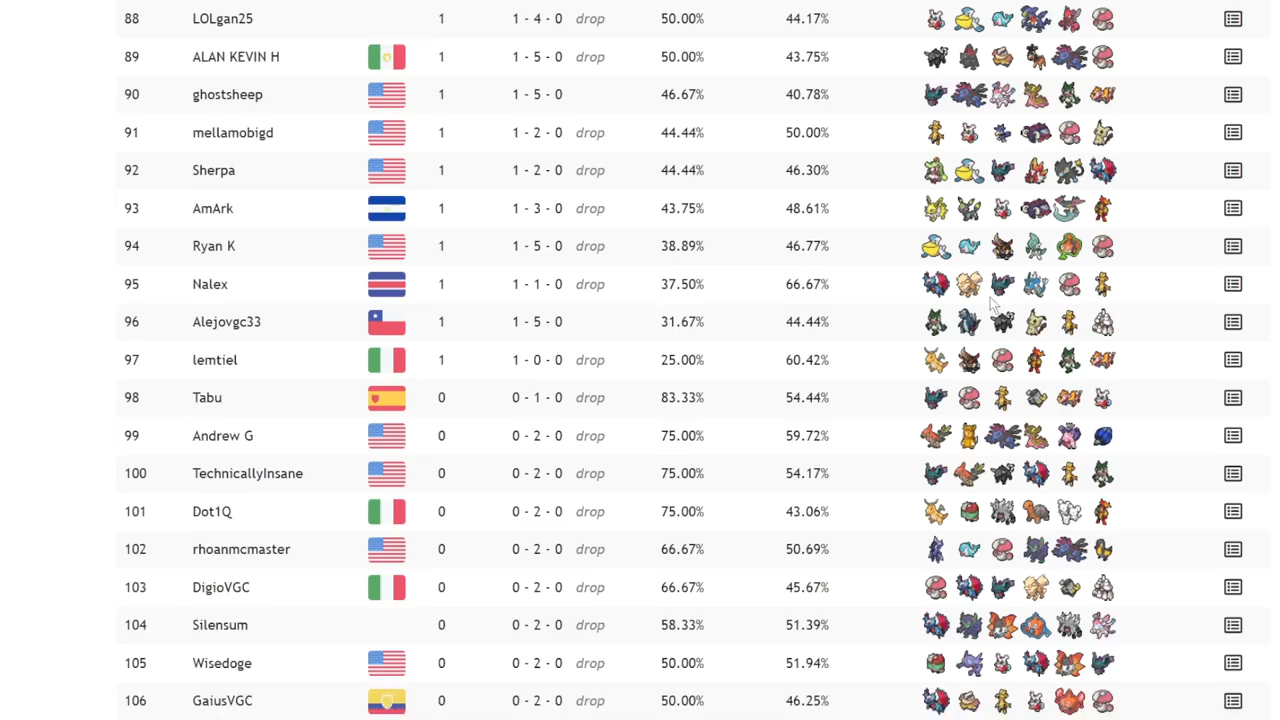 88 LOLgan25 1 1 - 4 - 0 drop 50.00% 44.17%
89 ALAN KEVIN H 1 1 - 5 - 0 drop 50.00% 43.75%
90 ghostsheep 1 1 - 5 - 0 46.67% 40.78%
91 mellamobigd 1 1 - 2 - 0 drop 44.44% 50.00%
92 Sherpa 1 1 - 2 - 0 drop 44.44% 46.30%
93 AmArk 1 1 - 3 - 0 drop 43.75% 48.61%
94 Ryan K 1 1 - 5 - 0 drop 38.89% 46.77%
95 Nalex 1 1 - 1 - 0 drop 37.50% 66.67%
96 Alejovgc33 1 1 - 5 - 0 31.67% 44.44%
97 lemtiel 1 1 - 0 - 0 drop 25.00% 60.42%
98 Tabu 0 0 - 1 - 0 drop 83.33% 54.44%
99 Andrew G 0 0 - 2 - 0 drop 75.00% 59.72%
100 TechnicallyInsane 0 0 - 2 - 0 drop 75.00% 54.17%
101 Dot1Q 0 0 - 2 - 0 drop 75.00% 43.06%
102 rhoanmcmaster 0 0 - 2 - 0 drop 66.67% 50.69%
103 DigioVGC 0 0 - 2 - 0 drop 66.67% 45.67%
104 Silensum 0 0 - 2 - 0 drop 58.33% 51.39%
105 Wisedoge 0 0 - 2 - 0 drop 50.00% 51.94%
106 GaiusVGC 0 0 - 2 - 0 drop 50.00% 46.25%